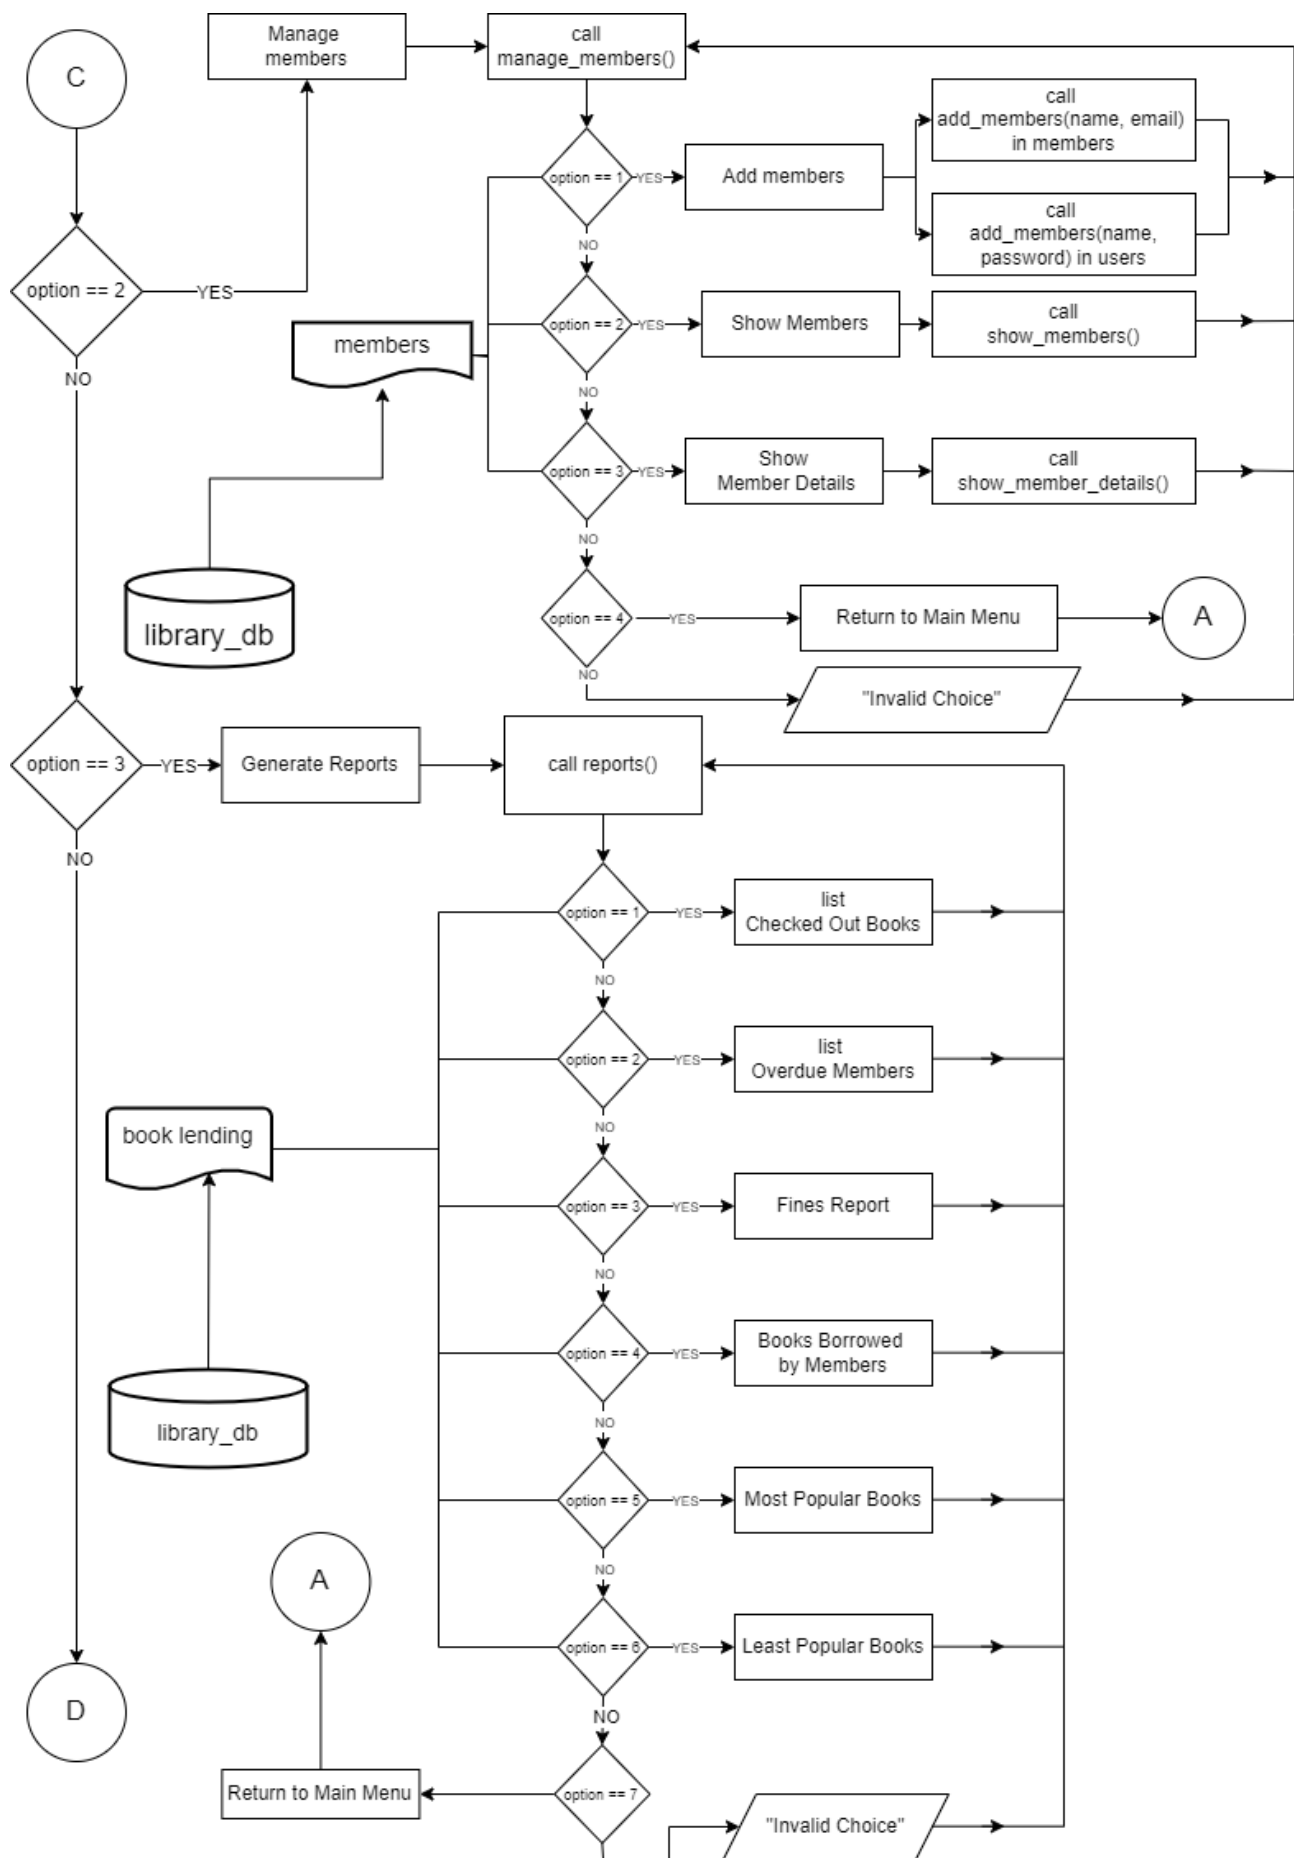 Manage
members
call
manage_members()
C
call
add_members(name, email)
in members
option == 1
YES
Add members
call
add_members(name,
password) in users
NO
option == 2
YES
option == 2
YES
Show Members
call
show_members()
members
NO
NO
option == 3
YES
Show
Member Details
call
show_member_details()
NO
library_db
option == 4
YES
Return to Main Menu
A
NO
"Invalid Choice"
option == 3
YES
Generate Reports
call reports()
NO
option == 1
YES
list
Checked Out Books
NO
option == 2
YES
list
Overdue Members
NO
book lending
option == 3
YES
Fines Report
NO
option == 4
YES
Books Borrowed
by Members
NO
library_db
option == 5
YES
Most Popular Books
NO
A
option == 6
YES
Least Popular Books
D
NO
Return to Main Menu
option == 7
"Invalid Choice"